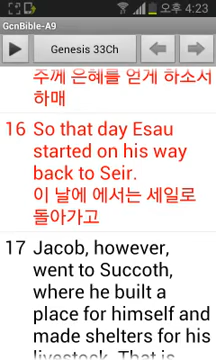 오후 4:23
GcnBible-A9
Genesis 33Ch
주께 은혜를 얻게 하소서
하매
16 So that day Esau
started on his way
back to Seir.
이 날에 에서는 세일로
돌아가고
17 Jacob, however,
went to Succoth,
where he built a
place for himself and
made shelters for his
livestock. That is